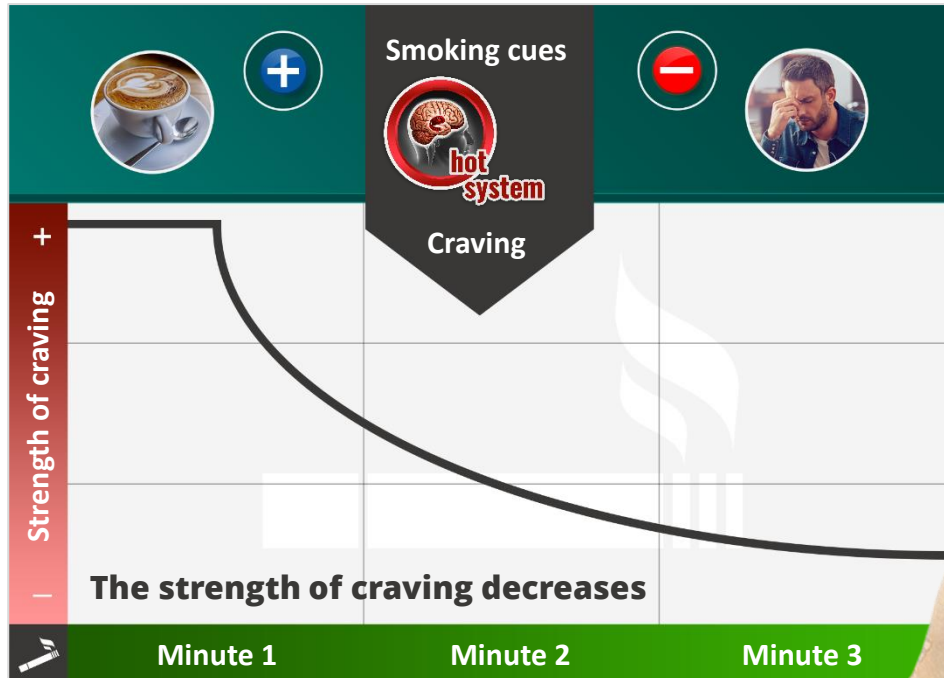 Smoking cues
hot
system
Craving
+
Strength of craving
–
The strength of craving decreases
Minute 1
Minute 2
Minute 3